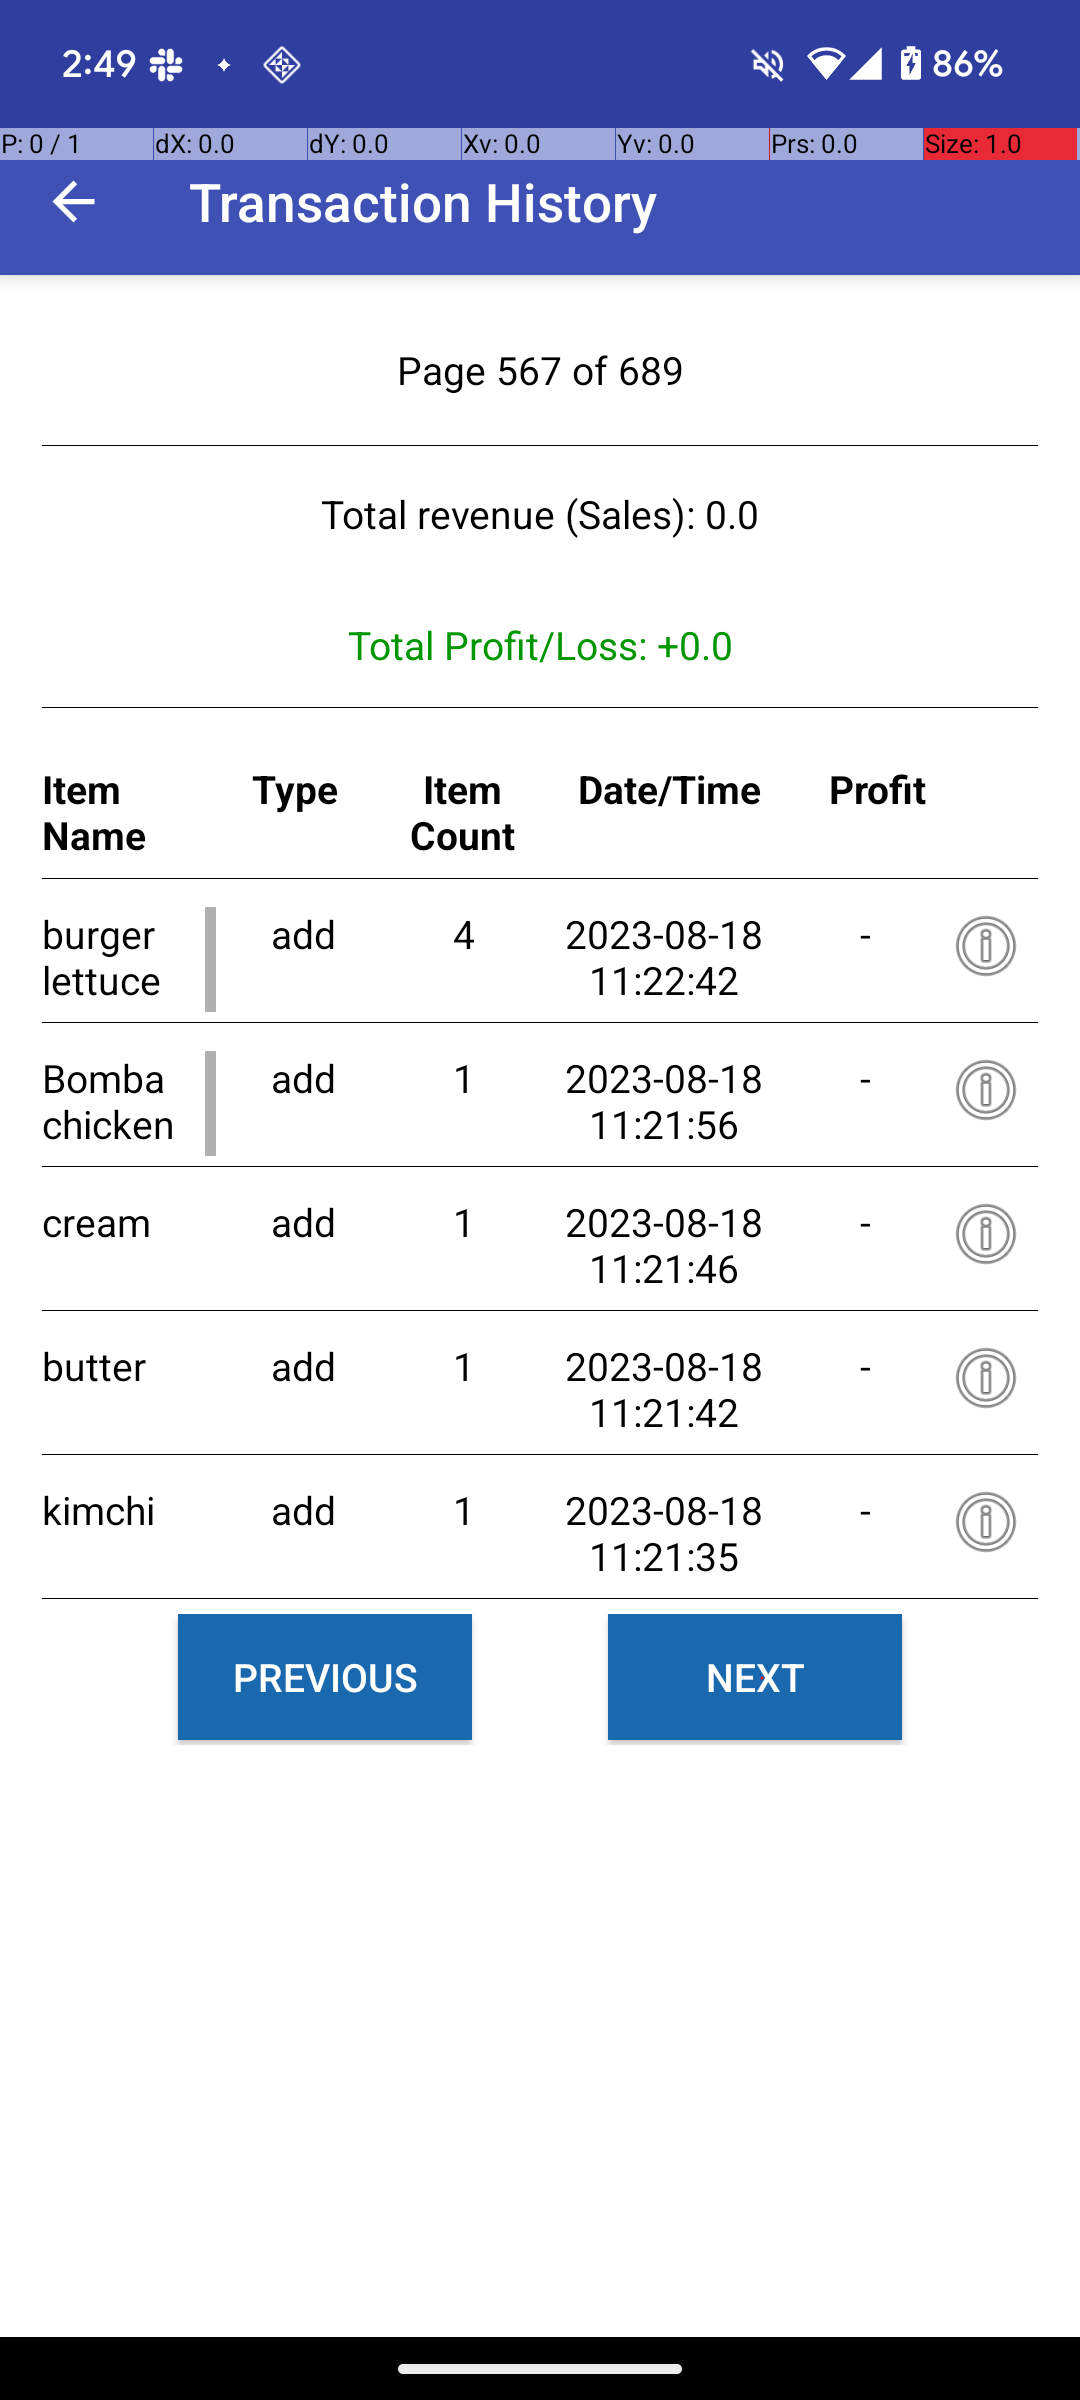 2:49
86%
P: 0 / 1 dX: 0.0 dY: 0.0 Xv: 0.0 Yv: 0.0 Prs: 0.0 Size: 1.0
Transaction History
Page 567 of 689
Total revenue (Sales): 0.0
Total Profit/Loss: +0.0
Item Name Type Item Count Date/Time Profit
burger lettuce add 4 2023-08-18 11:22:42 -
Bomba chicken add 1 2023-08-18 11:21:56 -
cream add 1 2023-08-18 11:21:46 -
butter add 1 2023-08-18 11:21:42 -
kimchi add 1 2023-08-18 11:21:35 -
PREVIOUS NEXT